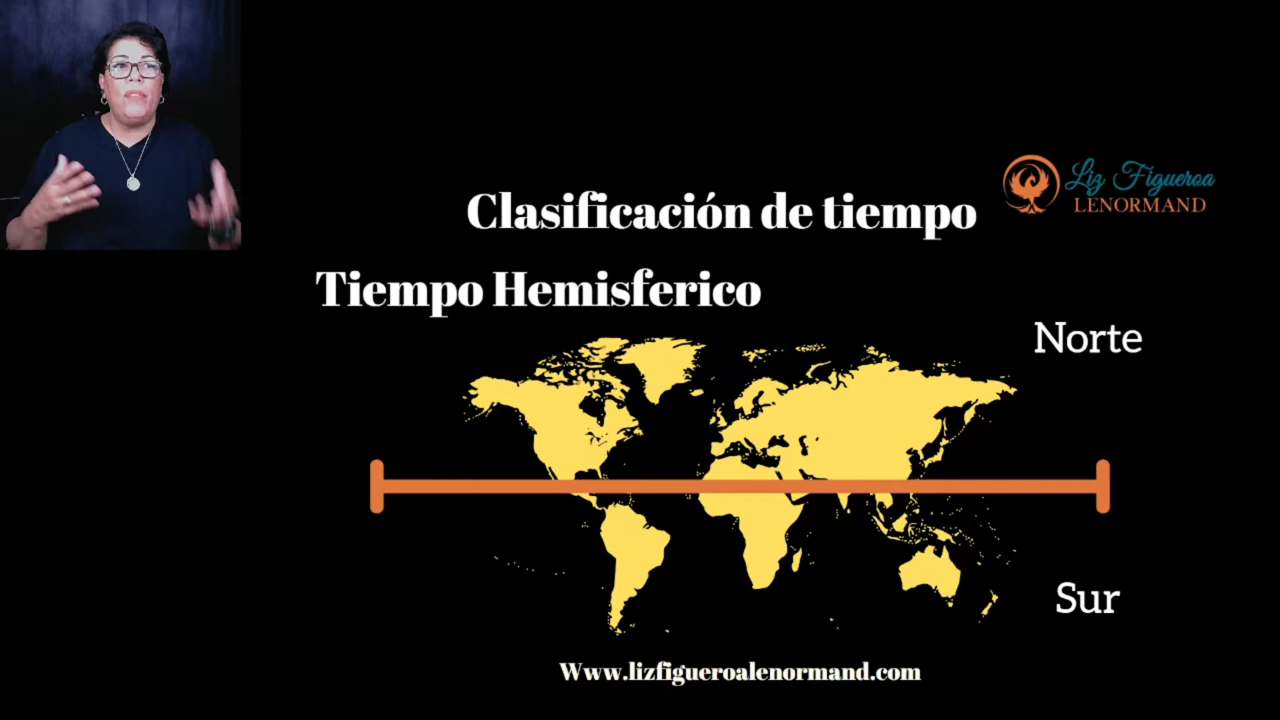 Liz Figueroa
LENORMAND
Clasificación de tiempo
Tiempo Hemisferico
Norte
Sur
Www.lizfigueroalenormand.com